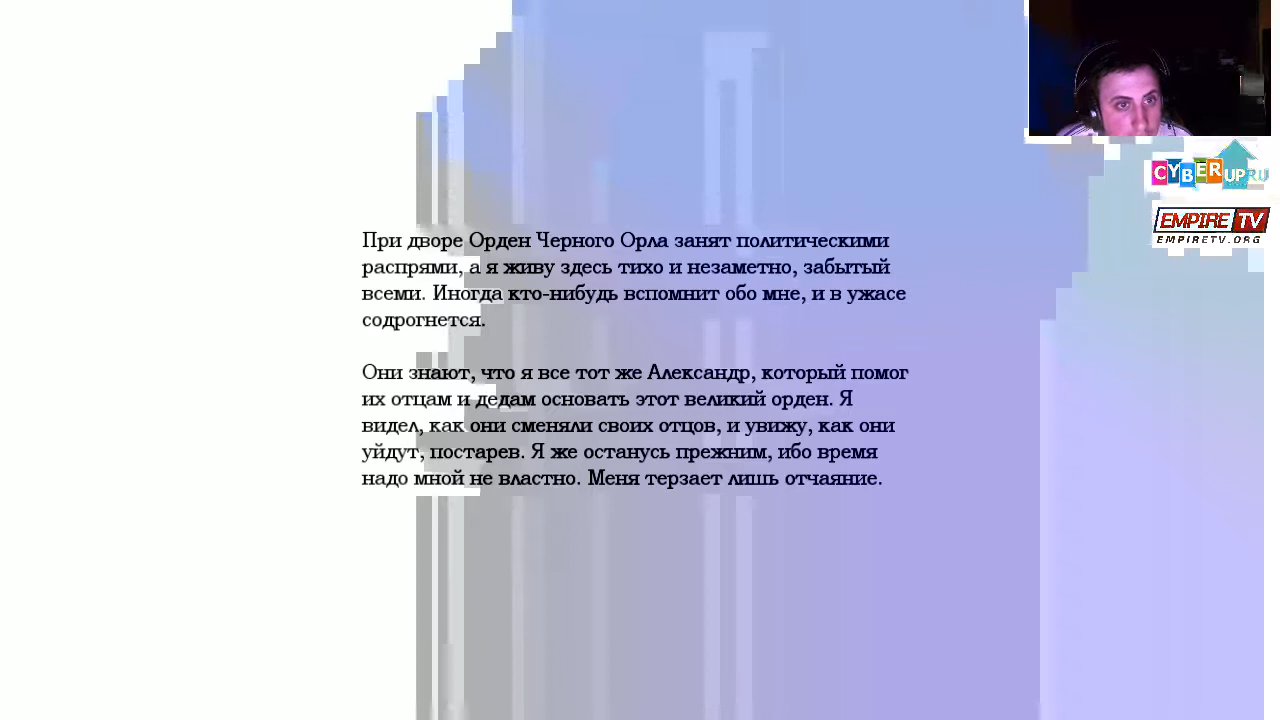 При дворе Орден Черного Орла занят политическими
распрями, а я живу здесь тихо и незаметно, забытый
всеми. Иногда кто-нибудь вспомнит обо мне, и в ужасе
содрогнется.
Они знают, что я все тот же Александр, который помог
их отцам и дедам основать этот великий орден. Я
видел, как они сменяли своих отцов, и увижу, как они
уйдут, постарев. Я же останусь прежним, ибо время
надо мной не властно. Меня терзает лишь отчаяние.
CYBERUP.RU
EMPIRE TV
EMPIRETV.ORG